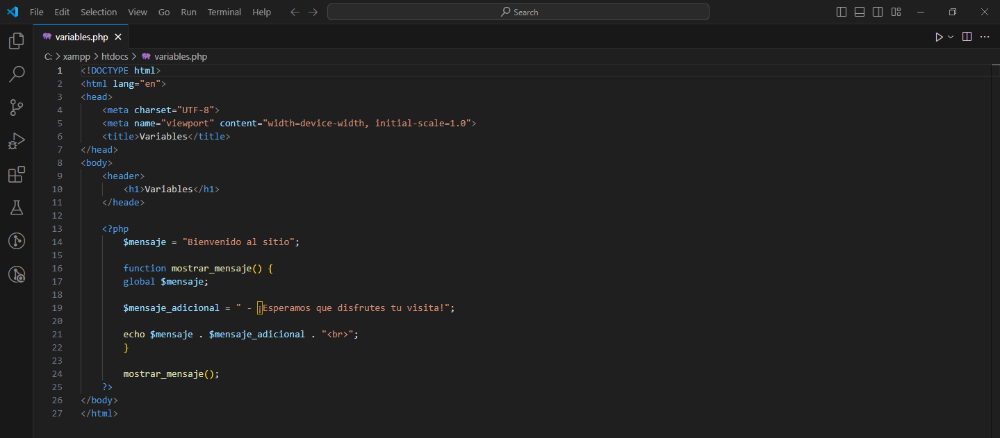 File Edit Selection View Go Run Terminal Help Search
variables.php
C: > xampp > htdocs > variables.php
1 <!DOCTYPE html>
2 <html lang="en">
3 <head>
4 <meta charset="UTF-8">
5 <meta name="viewport" content="width=device-width, initial-scale=1.0">
6 <title>Variables</title>
7 </head>
8 <body>
9 <header>
10 <h1>Variables</h1>
11 </heade>
12
13 <?php
14 $mensaje = "Bienvenido al sitio";
15
16 function mostrar_mensaje() {
17 global $mensaje;
18
19 $mensaje_adicional = " - ¡Esperamos que disfrutes tu visita!";
20
21 echo $mensaje . $mensaje_adicional . "<br>";
22 }
23
24 mostrar_mensaje();
25 ?>
26 </body>
27 </html>